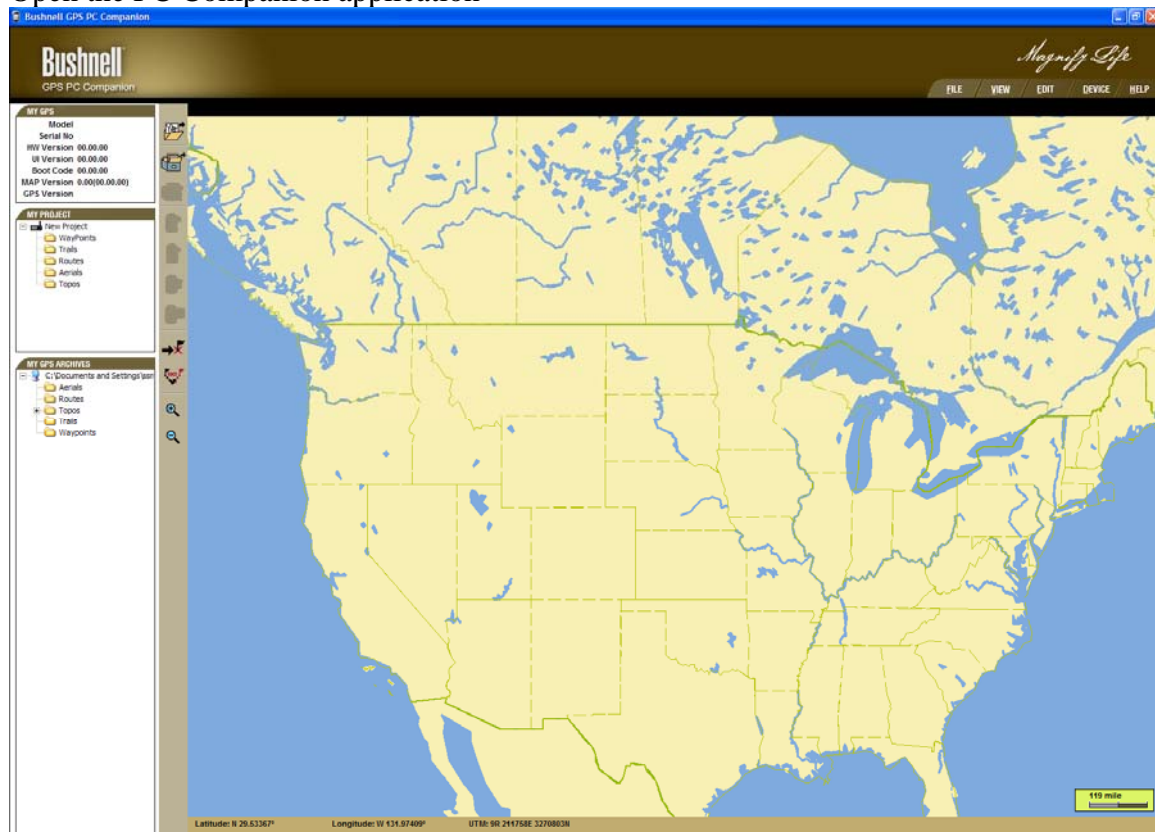 Open the PC Companion application
Bushnell GPS PC Companion
Bushnell
GPS PC Companion
Magnify Life
FILE VIEW EDIT DEVICE HELP
MY GPS
Model
Serial No
HW Version 00.00.00
UI Version 00.00.00
Boot Code 00.00.00
MAP Version 0.00(00.00.00)
GPS Version
MY PROJECT
New Project
WayPoints
Trails
Routes
Aerials
Topos
MY GPS ARCHIVES
C:\Documents and Settings\
Aerials
Routes
Topos
Trails
Waypoints
119 mile
Latitude: N 29.53367° Longitude: W 131.97409° UTM: 9R 211758E 3270803N